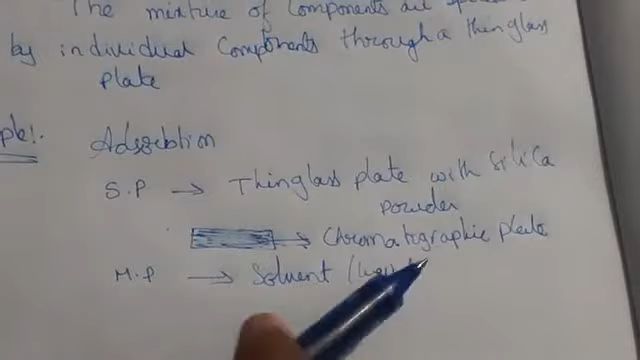 The mixture of Components are
by individual Components through a thinglass
plate
ple:
Adsorbtion
S.P → Thinglass plate with silica
powder
→ Chromatographic plate
M.P → Solvent